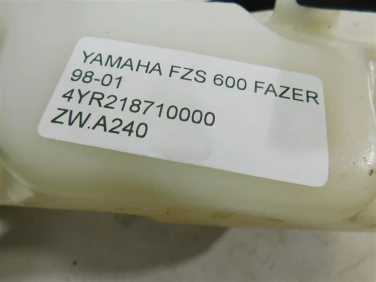 YAMAHA FZS 600 FAZER
98-01
4YR218710000
ZW.A240